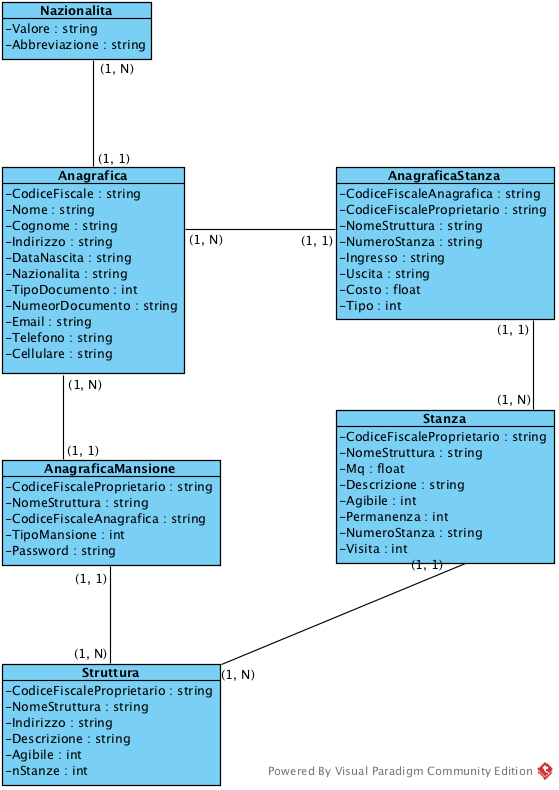 Nazionalita
-Valore : string
-Abbreviazione : string
(1, N)
(1, 1)
Anagrafica
-CodiceFiscale : string
-Nome : string
-Cognome : string
-Indirizzo : string
-DataNascita : string
-Nazionalita : string
-TipoDocumento : int
-NumeorDocumento : string
-Email : string
-Telefono : string
-Cellulare : string
(1, N)
(1, 1)
AnagraficaStanza
-CodiceFiscaleAnagrafica : string
-CodiceFiscaleProprietario : string
-NomeStruttura : string
-NumeroStanza : string
-Ingresso : string
-Uscita : string
-Costo : float
-Tipo : int
(1, 1)
(1, N)
Stanza
-CodiceFiscaleProprietario : string
-NomeStruttura : string
-Mq : float
-Descrizione : string
-Agibile : int
-Permanenza : int
-NumeroStanza : string
-Visita : int
(1, 1)
(1, N)
(1, N)
(1, 1)
AnagraficaMansione
-CodiceFiscaleProprietario : string
-NomeStruttura : string
-CodiceFiscaleAnagrafica : string
-TipoMansione : int
-Password : string
(1, 1)
(1, N)
Struttura
-CodiceFiscaleProprietario : string
-NomeStruttura : string
-Indirizzo : string
-Descrizione : string
-Agibile : int
-nStanze : int
Powered By Visual Paradigm Community Edition